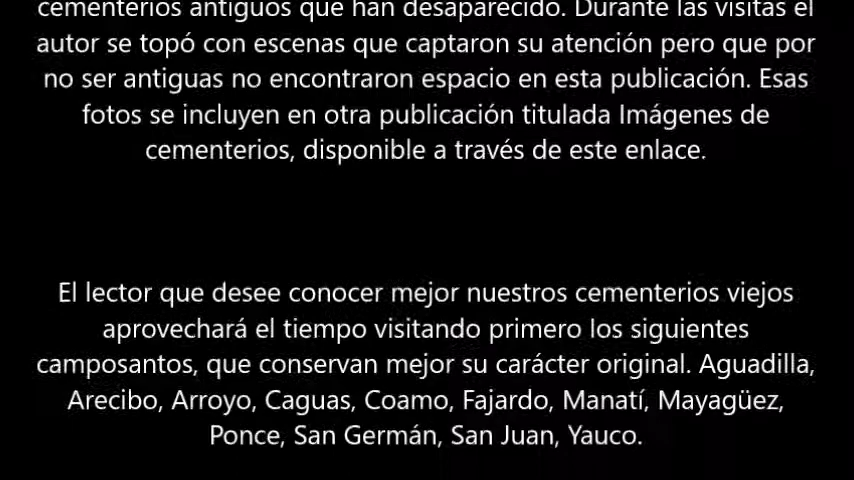 cementerios antiguos que han desaparecido. Durante las visitas el
autor se topó con escenas que captaron su atención pero que por
no ser antiguas no encontraron espacio en esta publicación. Esas
fotos se incluyen en otra publicación titulada Imágenes de
cementerios, disponible a través de este enlace.
El lector que desee conocer mejor nuestros cementerios viejos
aprovechará el tiempo visitando primero los siguientes
camposantos, que conservan mejor su carácter original. Aguadilla,
Arecibo, Arroyo, Caguas, Coamo, Fajardo, Manatí, Mayagüez,
Ponce, San Germán, San Juan, Yauco.